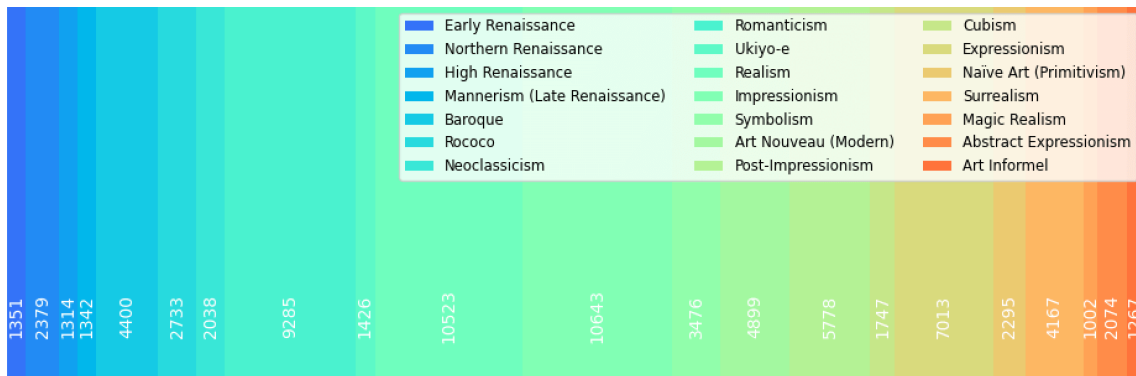 Early Renaissance
Northern Renaissance
High Renaissance
Mannerism (Late Renaissance)
Baroque
Rococo
Neoclassicism
Romanticism
Ukiyo-e
Realism
Impressionism
Symbolism
Art Nouveau (Modern)
Post-Impressionism
Cubism
Expressionism
Naïve Art (Primitivism)
Surrealism
Magic Realism
Abstract Expressionism
Art Informel
1351
2379
1314
1342
4400
2733
2038
9285
1426
10523
10643
3476
4899
5778
1747
7013
2295
4167
1002
2074
1267